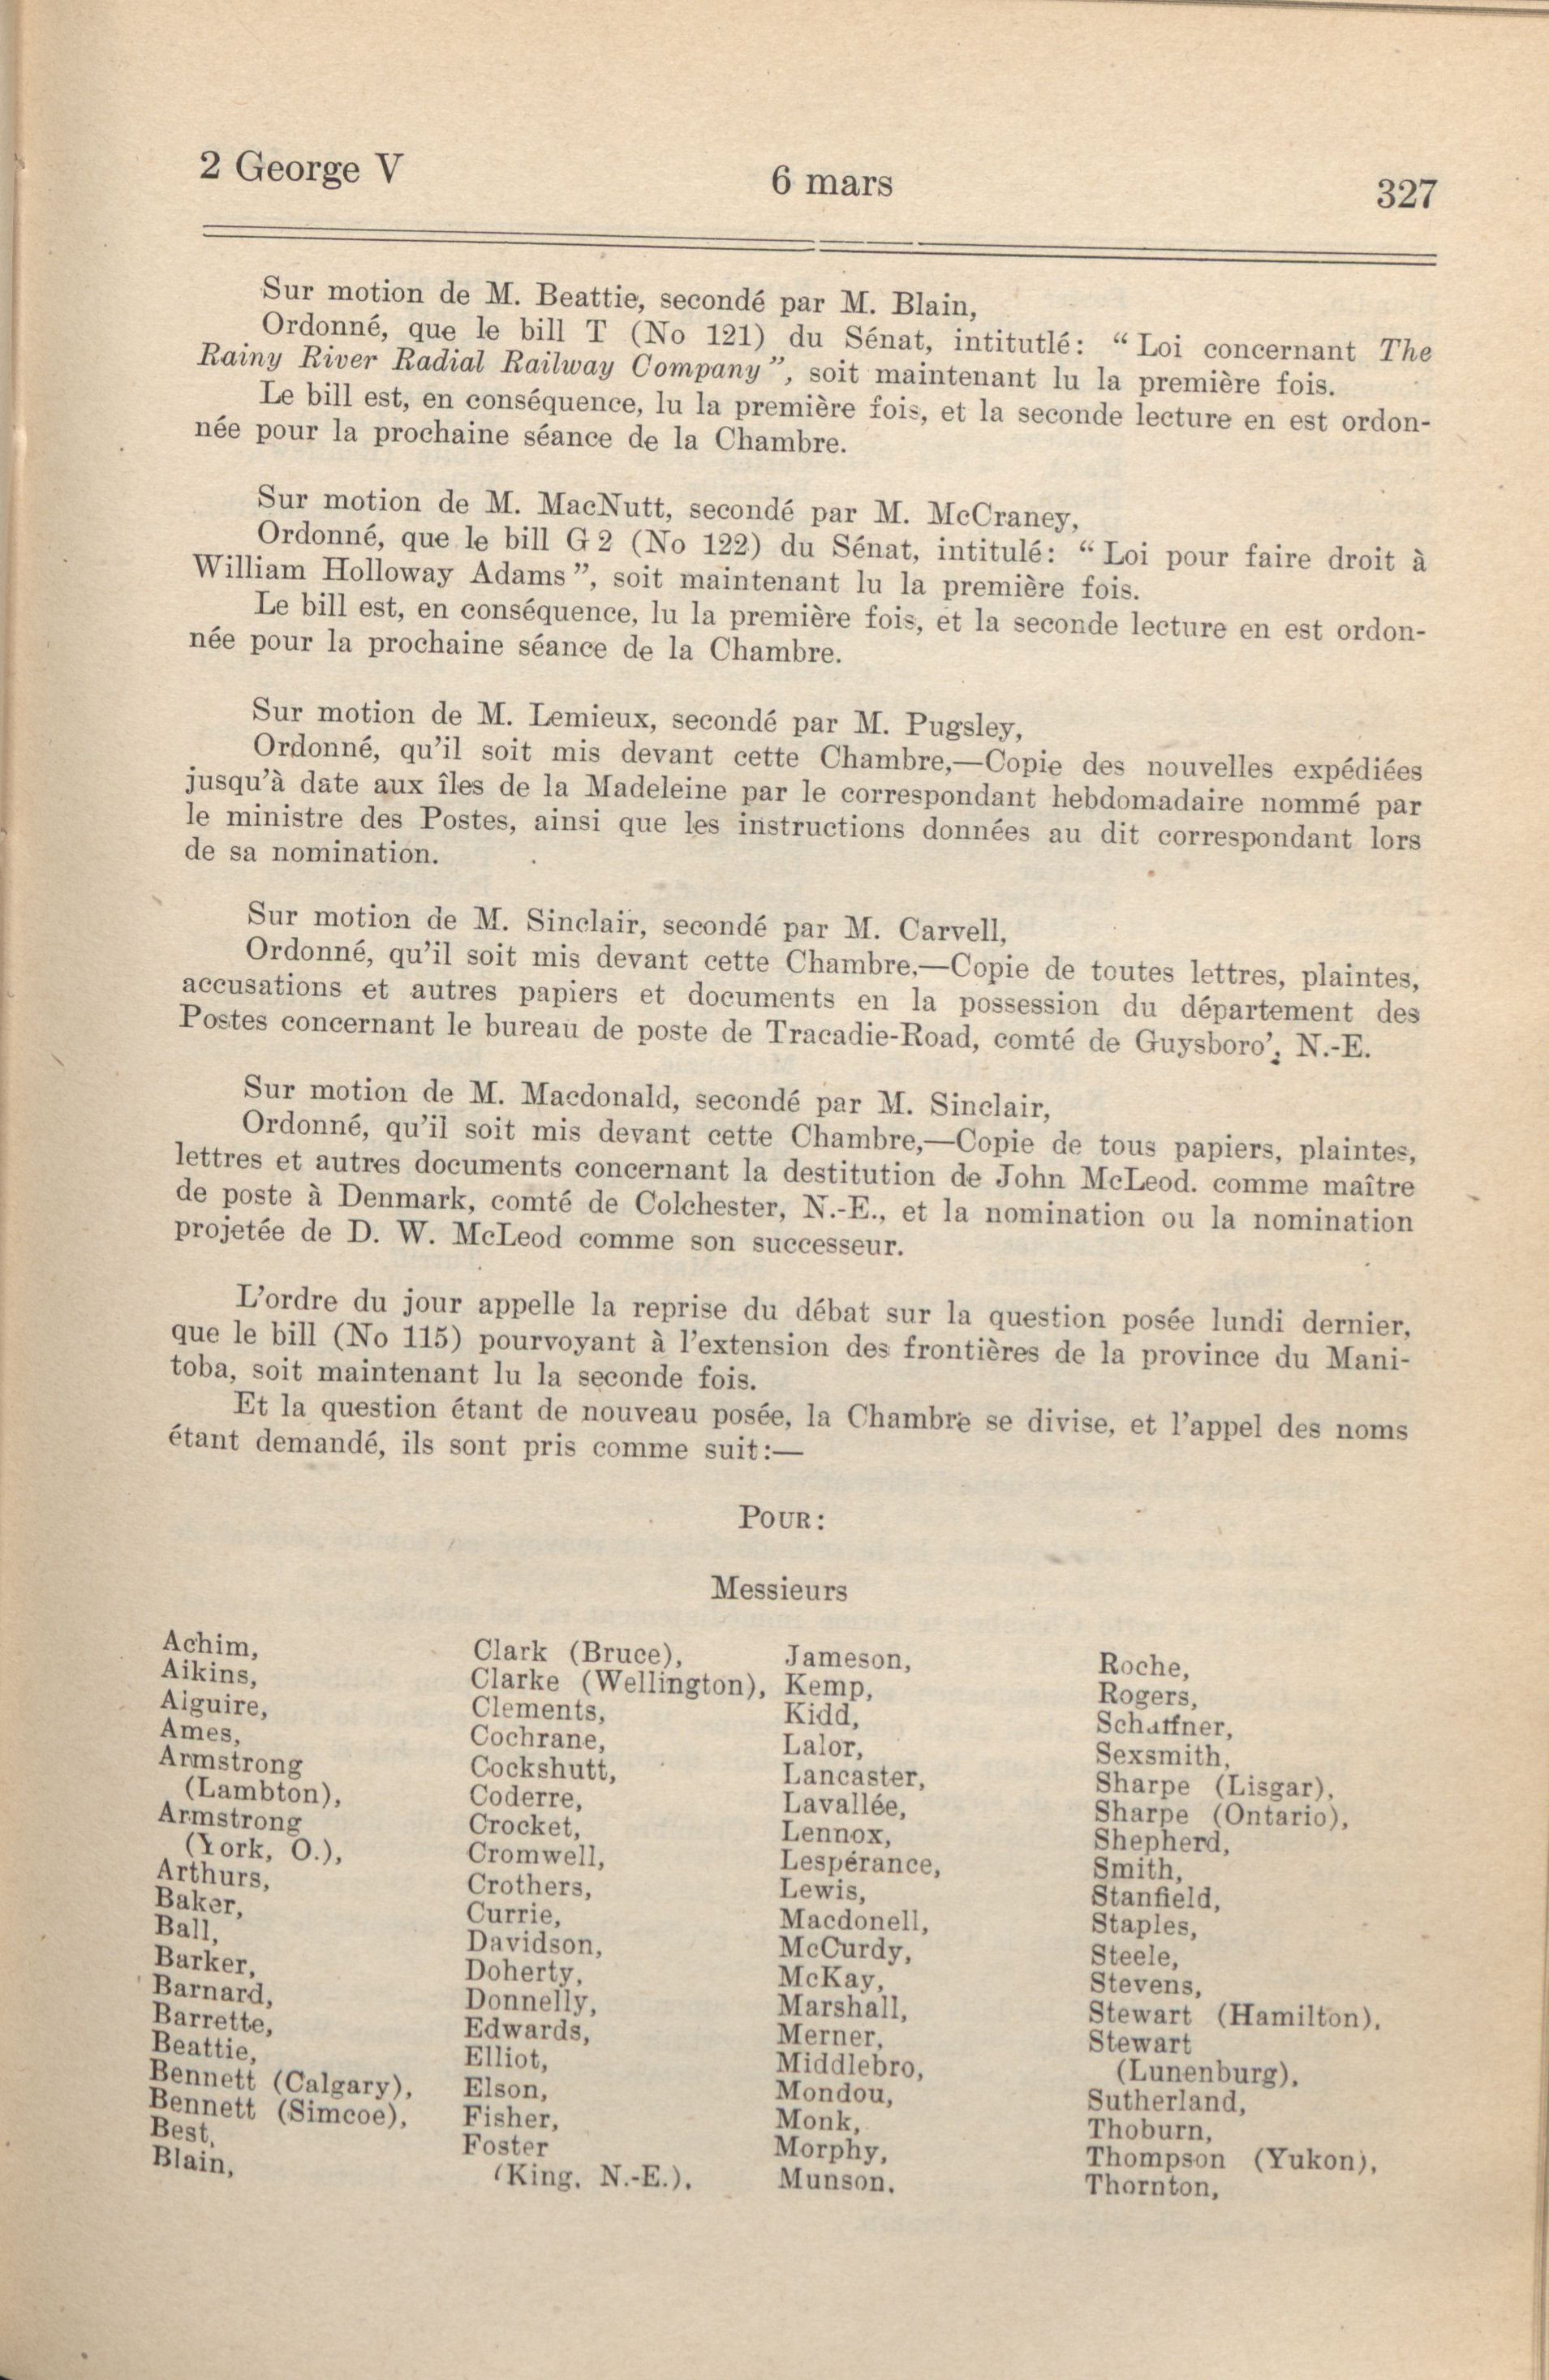 2 George V
6 mars
327
Sur motion de M. Beattie, secondé par M. Blain,
Ordonné, que le bill T (No 121) du Sénat, intitutlé: “Loi concernant The
Rainy River Radial Railway Company”, soit maintenant lu la première fois.
Le bill est, en conséquence, lu la première fois, et la seconde lecture en est ordon-
née pour la prochaine séance de la Chambre.
Sur motion de M. MacNutt, secondé par M. McCraney,
Ordonné, que le bill G 2 (No 122) du Sénat, intitulé: “Loi pour faire droit à
William Holloway Adams”, soit maintenant lu la première fois.
Le bill est, en conséquence, lu la première fois, et la seconde lecture en est ordon-
née pour la prochaine séance de la Chambre.
Sur motion de M. Lemieux, secondé par M. Pugsley,
Ordonné, qu’il soit mis devant cette Chambre,—Copie des nouvelles expédiées
jusqu’à date aux îles de la Madeleine par le correspondant hebdomadaire nommé par
le ministre des Postes, ainsi que les instructions données au dit correspondant lors
de sa nomination.
Sur motion de M. Sinclair, secondé par M. Carvell,
Ordonné, qu’il soit mis devant cette Chambre,—Copie de toutes lettres, plaintes,
accusations et autres papiers et documents en la possession du département des
Postes concernant le bureau de poste de Tracadie-Road, comté de Guysboro’, N.-E.
Sur motion de M. Macdonald, secondé par M. Sinclair,
Ordonné, qu’il soit mis devant cette Chambre,—Copie de tous papiers, plaintes,
lettres et autres documents concernant la destitution de John McLeod. comme maître
de poste à Denmark, comté de Colchester, N.-E., et la nomination ou la nomination
projetée de D. W. McLeod comme son successeur.
L’ordre du jour appelle la reprise du débat sur la question posée lundi dernier,
que le bill (No 115) pourvoyant à l’extension des frontières de la province du Mani-
toba, soit maintenant lu la seconde fois.
Et la question étant de nouveau posée, la Chambre se divise, et l’appel des noms
étant demandé, ils sont pris comme suit:—
POUR:
Messieurs
Achim,
Aikins,
Aiguire,
Ames,
Armstrong
(Lambton),
Armstrong
(York, O.),
Arthurs,
Baker,
Ball,
Barker,
Barnard,
Barrette,
Beattie,
Bennett (Calgary),
Bennett (Simcoe),
Best,
Blain,
Clark (Bruce),
Clarke (Wellington),
Clements,
Cochrane,
Cockshutt,
Coderre,
Crocket,
Cromwell,
Crothers,
Currie,
Davidson,
Doherty,
Donnelly,
Edwards,
Elliot,
Elson,
Fisher,
Foster
(King, N.-E.),
Jameson,
Kemp,
Kidd,
Lalor,
Lancaster,
Lavallée,
Lennox,
Lespérance,
Lewis,
Macdonell,
McCurdy,
McKay,
Marshall,
Merner,
Middlebro,
Mondou,
Monk,
Morphy,
Munson.
Roche,
Rogers,
Schaffner,
Sexsmith,
Sharpe (Lisgar),
Sharpe (Ontario),
Shepherd,
Smith,
Stanfield,
Staples,
Steele,
Stevens,
Stewart (Hamilton),
Stewart
(Lunenburg),
Sutherland,
Thoburn,
Thompson (Yukon),
Thornton,